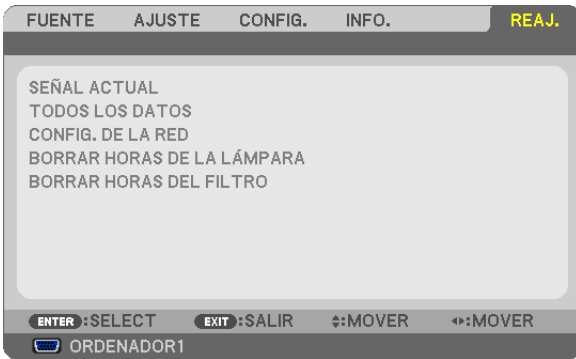 FUENTE AJUSTE CONFIG. INFO. REAJ.
SEÑAL ACTUAL
TODOS LOS DATOS
CONFIG. DE LA RED
BORRAR HORAS DE LA LÁMPARA
BORRAR HORAS DEL FILTRO
ENTER :SELECT EXIT :SALIR :MOVER :MOVER
ORDENADOR1